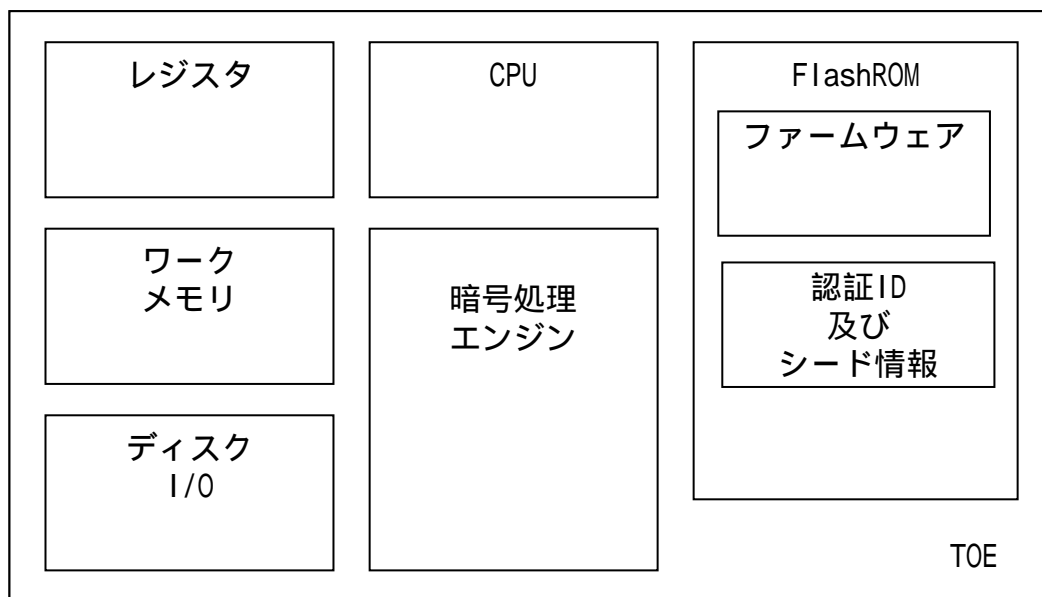 レジスタ
CPU
FlashROM
ファームウェア
ワーク
メモリ
暗号処理
エンジン
認証ID
及び
シード情報
ディスク
I/O
TOE